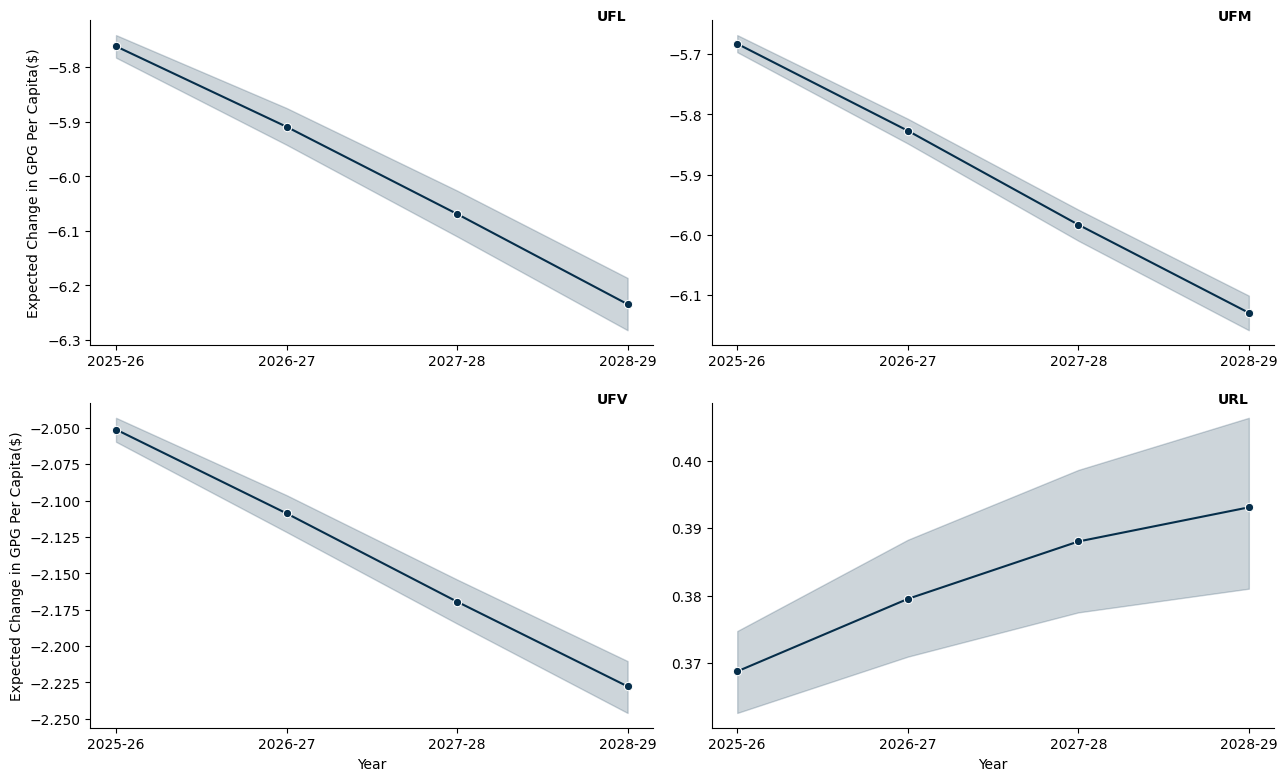 UFL
Expected Change in GPG Per Capita($)
−5.8
−5.9
−6.0
−6.1
−6.2
−6.3
2025-26 2026-27 2027-28 2028-29
UFM
−5.7
−5.8
−5.9
−6.0
−6.1
2025-26 2026-27 2027-28 2028-29
UFV
Expected Change in GPG Per Capita($)
−2.050
−2.075
−2.100
−2.125
−2.150
−2.175
−2.200
−2.225
−2.250
2025-26 2026-27 2027-28 2028-29
Year
URL
0.40
0.39
0.38
0.37
2025-26 2026-27 2027-28 2028-29
Year